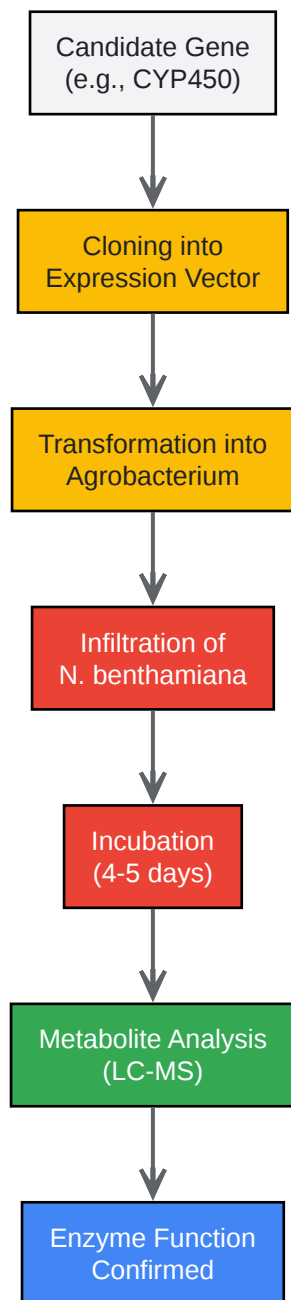 Candidate Gene
(e.g., CYP450)
Cloning into
Expression Vector
Transformation into
Agrobacterium
Infiltration of
N. benthamiana
Incubation
(4-5 days)
Metabolite Analysis
(LC-MS)
Enzyme Function
Confirmed